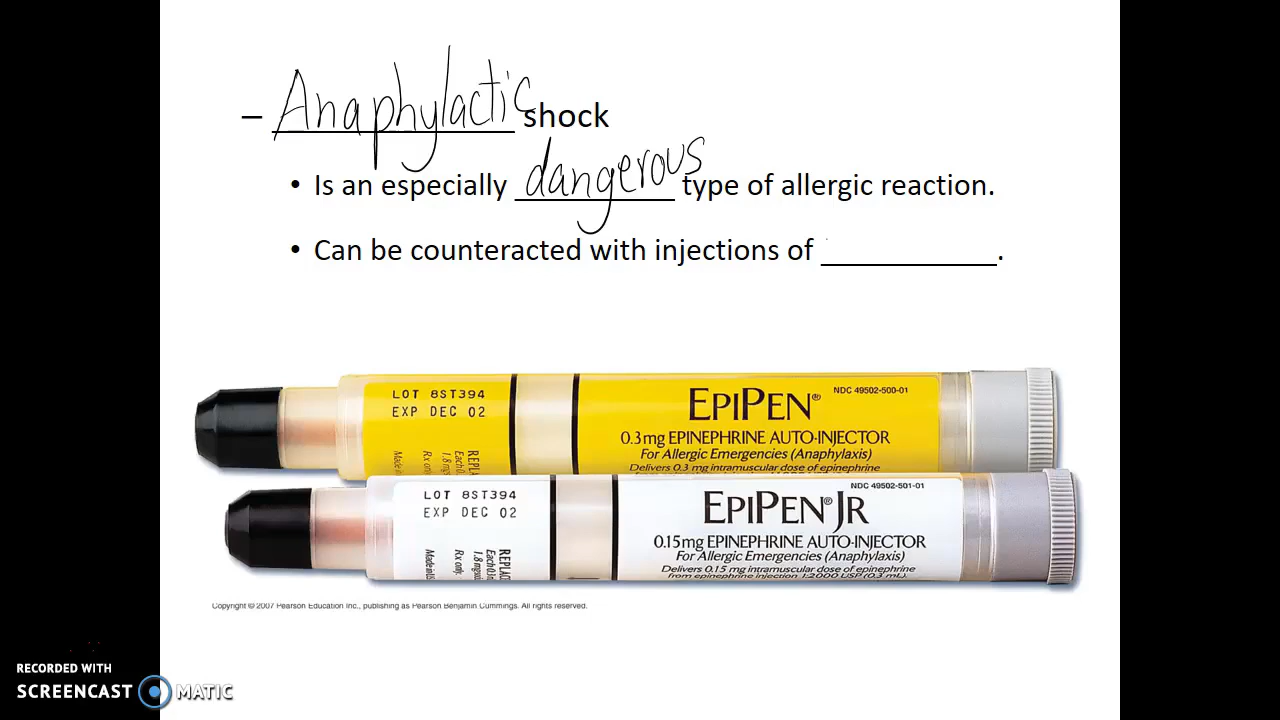 – Anaphylactic shock
• Is an especially dangerous type of allergic reaction.
• Can be counteracted with injections of ___________.
LOT 8ST394
EXP DEC 02
EPIPEN®
NDC 49502-500-01
0.3mg EPINEPHRINE AUTO-INJECTOR
For Allergic Emergencies (Anaphylaxis)
Delivers 0.3 mg intramuscular dose of epinephrine
Rx only
LOT 8ST394
EXP DEC 02
EPIPEN® JR
NDC 49502-501-01
0.15mg EPINEPHRINE AUTO-INJECTOR
For Allergic Emergencies (Anaphylaxis)
Delivers 0.15 mg intramuscular dose of epinephrine
from epinephrine injection 1:2000 USP (0.3 mL).
Rx only
Copyright © 2007 Pearson Education Inc., publishing as Pearson Benjamin Cummings. All rights reserved.
RECORDED WITH
SCREENCAST MATIC